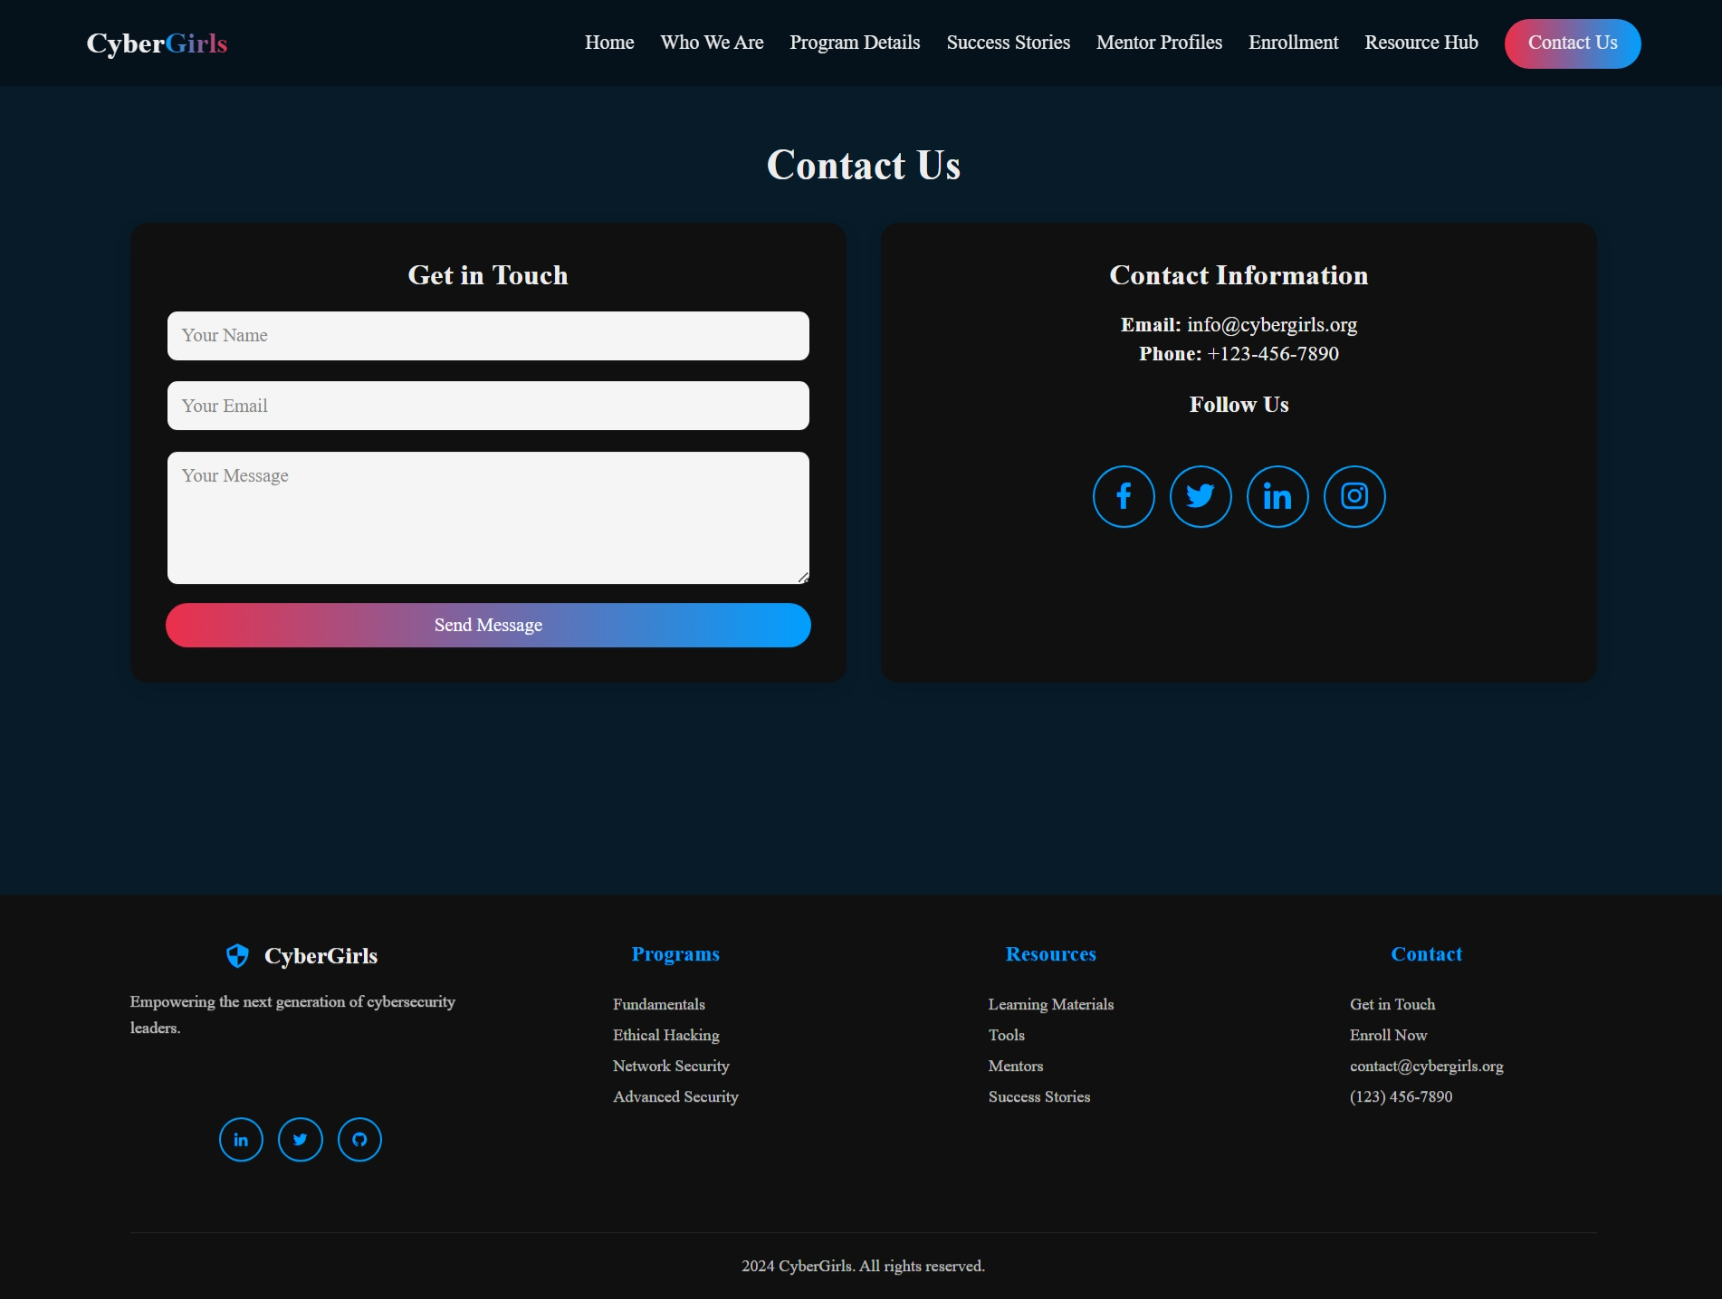 CyberGirls
Home
Who We Are
Program Details
Success Stories
Mentor Profiles
Enrollment
Resource Hub
Contact Us
Contact Us
Get in Touch
Your Name
Your Email
Your Message
Send Message
Contact Information
Email: info@cybergirls.org
Phone: +123-456-7890
Follow Us
CyberGirls
Empowering the next generation of cybersecurity
leaders.
Programs
Fundamentals
Ethical Hacking
Network Security
Advanced Security
Resources
Learning Materials
Tools
Mentors
Success Stories
Contact
Get in Touch
Enroll Now
contact@cybergirls.org
(123) 456-7890
2024 CyberGirls. All rights reserved.